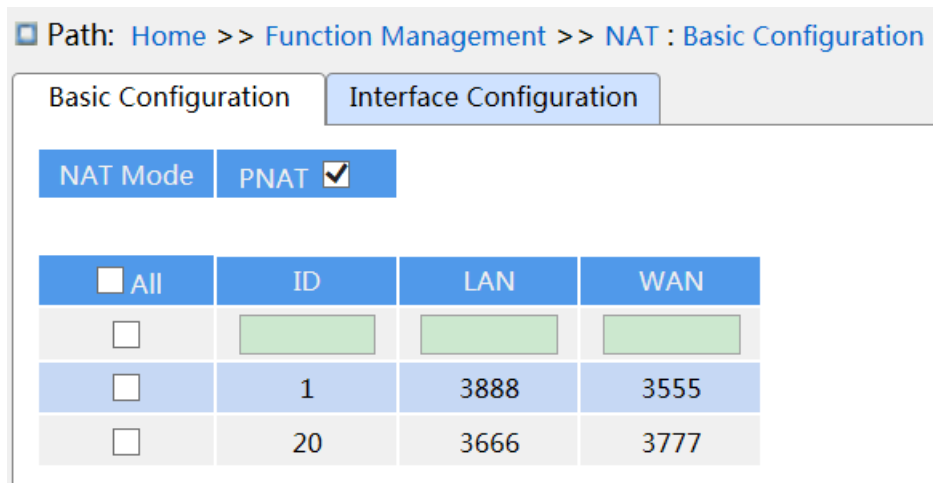 Path: Home >> Function Management >> NAT : Basic Configuration
Basic Configuration Interface Configuration
NAT Mode PNAT
All ID LAN WAN
1 3888 3555
20 3666 3777